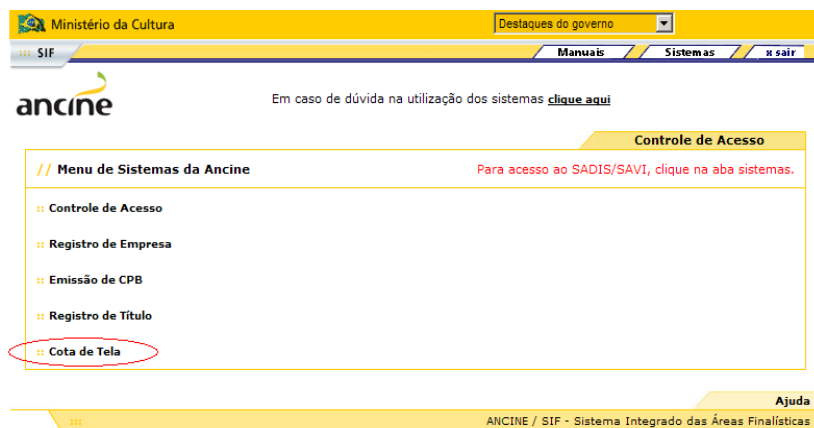 Ministério da Cultura
Destaques do governo
::: SIF
Manuais
Sistemas
x sair
ancine
Em caso de dúvida na utilização dos sistemas clique aqui
Controle de Acesso
// Menu de Sistemas da Ancine
Para acesso ao SADIS/SAVI, clique na aba sistemas.
:: Controle de Acesso
:: Registro de Empresa
:: Emissão de CPB
:: Registro de Título
:: Cota de Tela
Ajuda
::: ANCINE / SIF - Sistema Integrado das Áreas Finalísticas